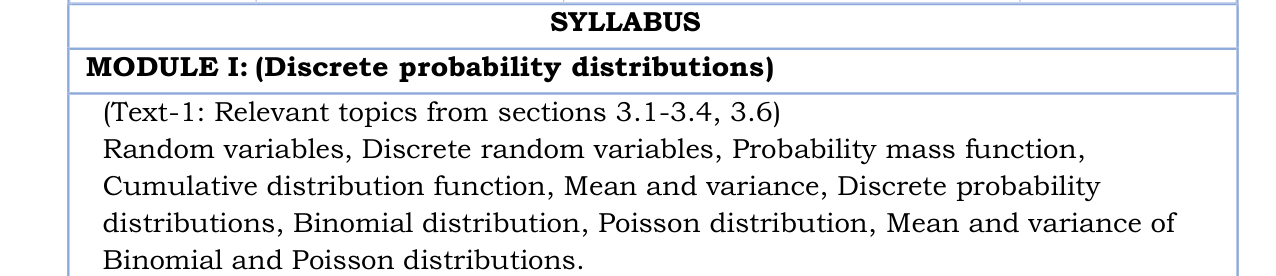 SYLLABUS
MODULE I: (Discrete probability distributions)
(Text-1: Relevant topics from sections 3.1-3.4, 3.6)
Random variables, Discrete random variables, Probability mass function,
Cumulative distribution function, Mean and variance, Discrete probability
distributions, Binomial distribution, Poisson distribution, Mean and variance of
Binomial and Poisson distributions.